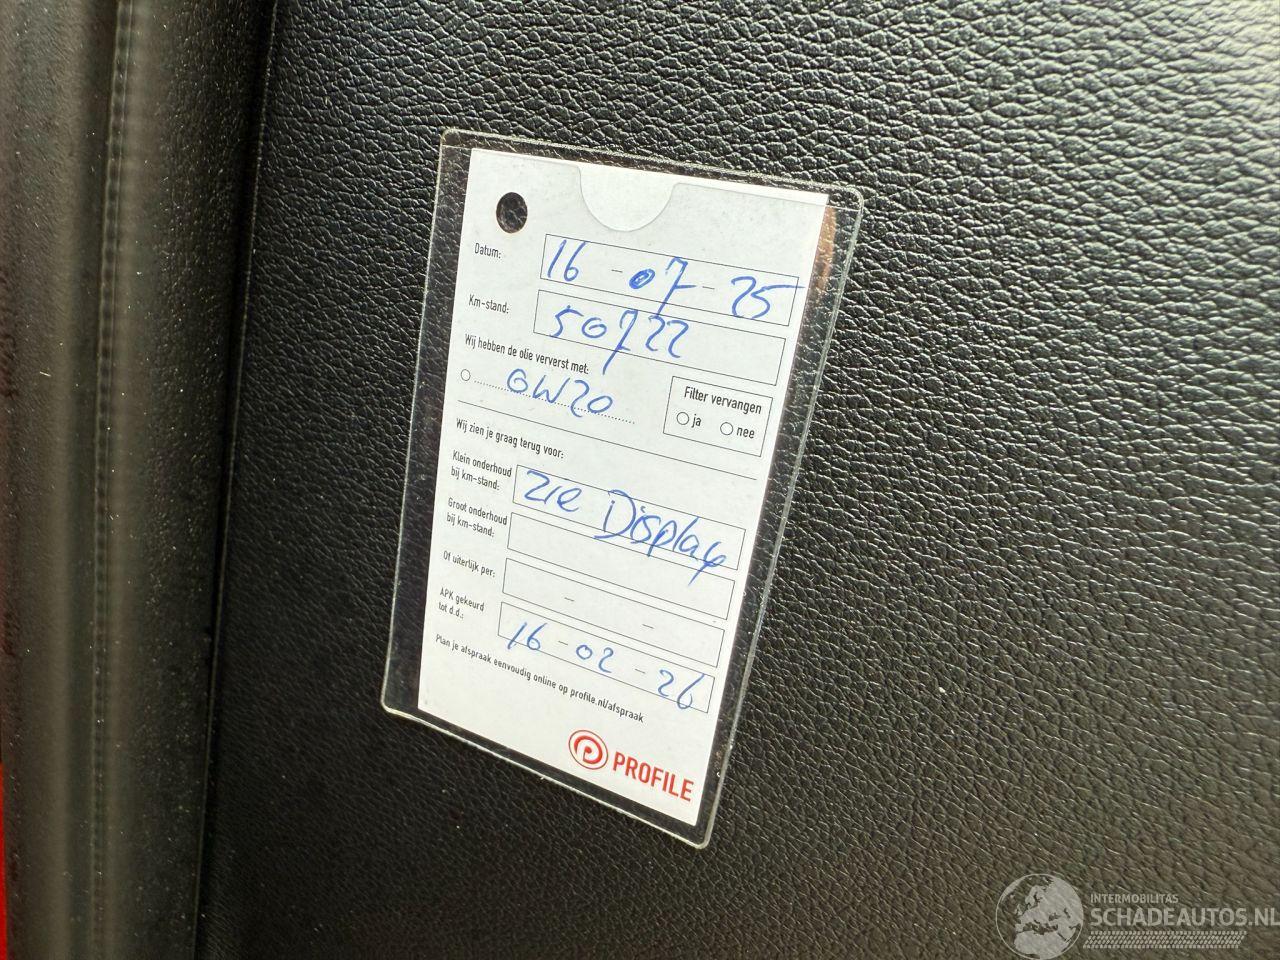 Datum: 16-07-25
Km-stand: 50722
Wij hebben de olie ververst met:
0W20
Filter vervangen
ja nee
Wij zien je graag terug voor:
Klein onderhoud
bij km-stand: Zie Display
Groot onderhoud
bij km-stand:
Of uiterlijk per: - -
APK gekeurd
tot d.d.: 16-02-26
Plan je afspraak eenvoudig online op profile.nl/afspraak
PROFILE
INTERMOBILITAS
SCHADEAUTOS.NL